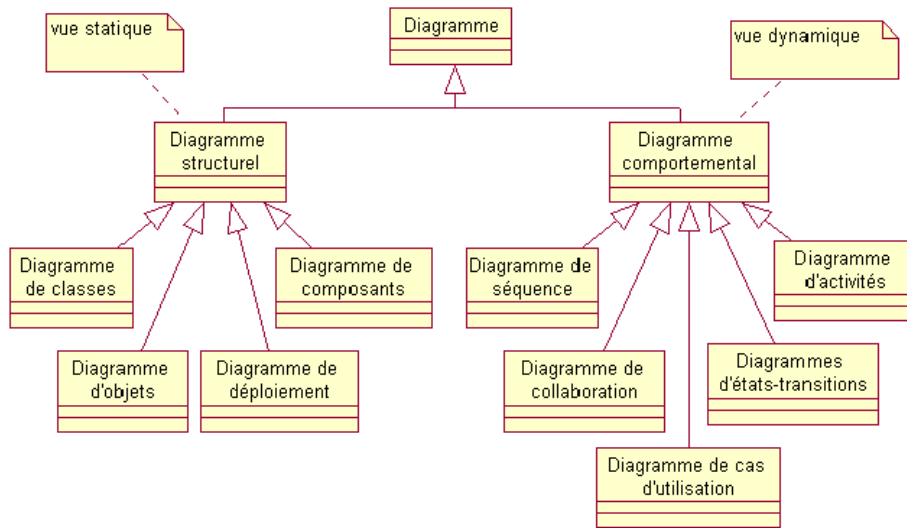 vue statique
Diagramme
vue dynamique
Diagramme
structurel
Diagramme
comportemental
Diagramme
de classes
Diagramme de
composants
Diagramme de
séquence
Diagramme
d'activités
Diagramme
d'objets
Diagramme de
déploiement
Diagramme de
collaboration
Diagrammes
d'états-transitions
Diagramme de cas
d'utilisation